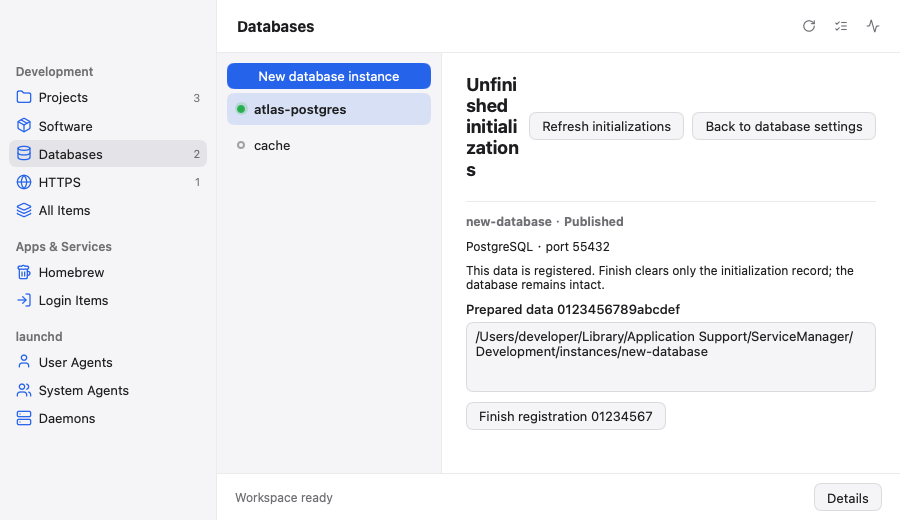 Databases
Development
Projects 3
Software
Databases 2
HTTPS 1
All Items
Apps & Services
Homebrew
Login Items
launchd
User Agents
System Agents
Daemons
New database instance
atlas-postgres
cache
Unfini
shed
initiali
zation
s
Refresh initializations
Back to database settings
new-database · Published
PostgreSQL · port 55432
This data is registered. Finish clears only the initialization record; the
database remains intact.
Prepared data 0123456789abcdef
/Users/developer/Library/Application Support/ServiceManager/
Development/instances/new-database
Finish registration 01234567
Workspace ready
Details